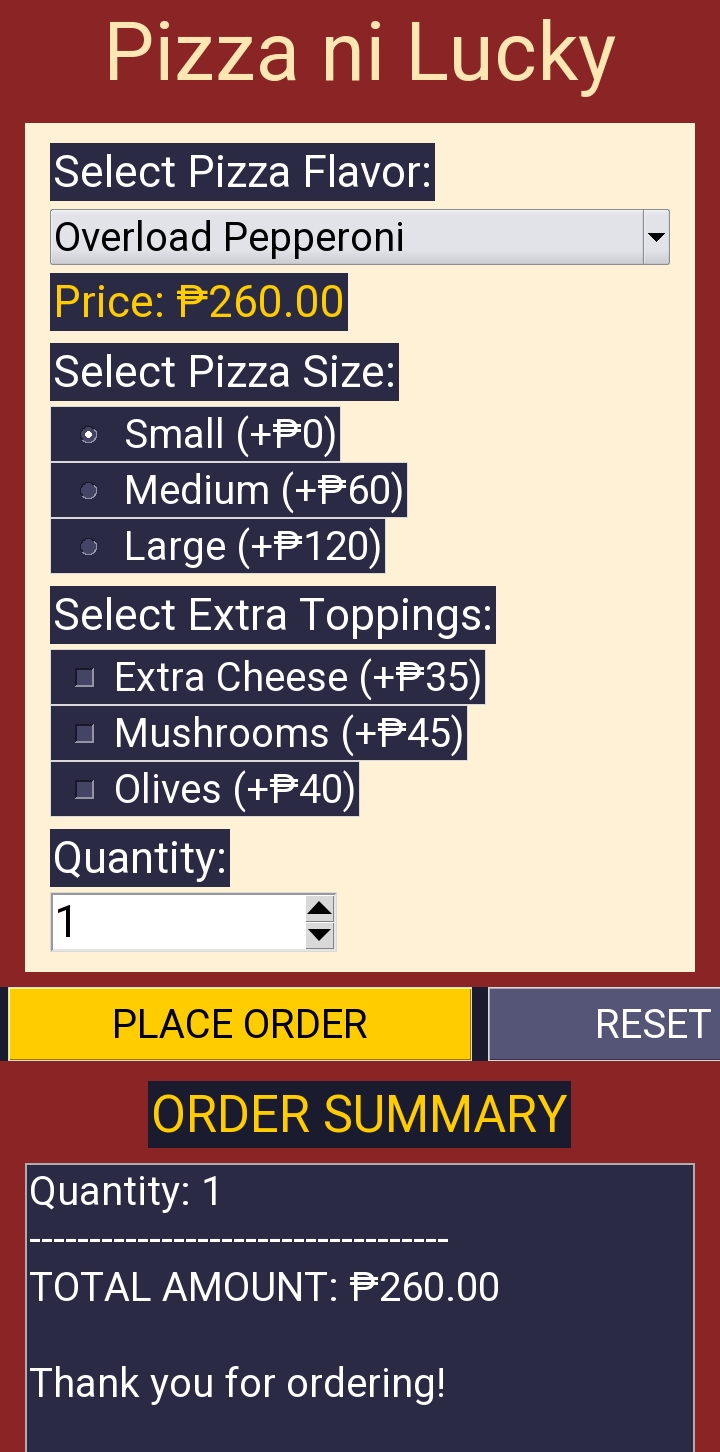 Pizza ni Lucky
Select Pizza Flavor:
Overload Pepperoni
Price: ₱260.00
Select Pizza Size:
Small (+₱0)
Medium (+₱60)
Large (+₱120)
Select Extra Toppings:
Extra Cheese (+₱35)
Mushrooms (+₱45)
Olives (+₱40)
Quantity:
1
PLACE ORDER
RESET
ORDER SUMMARY
Quantity: 1
-----------------------------------
TOTAL AMOUNT: ₱260.00
Thank you for ordering!